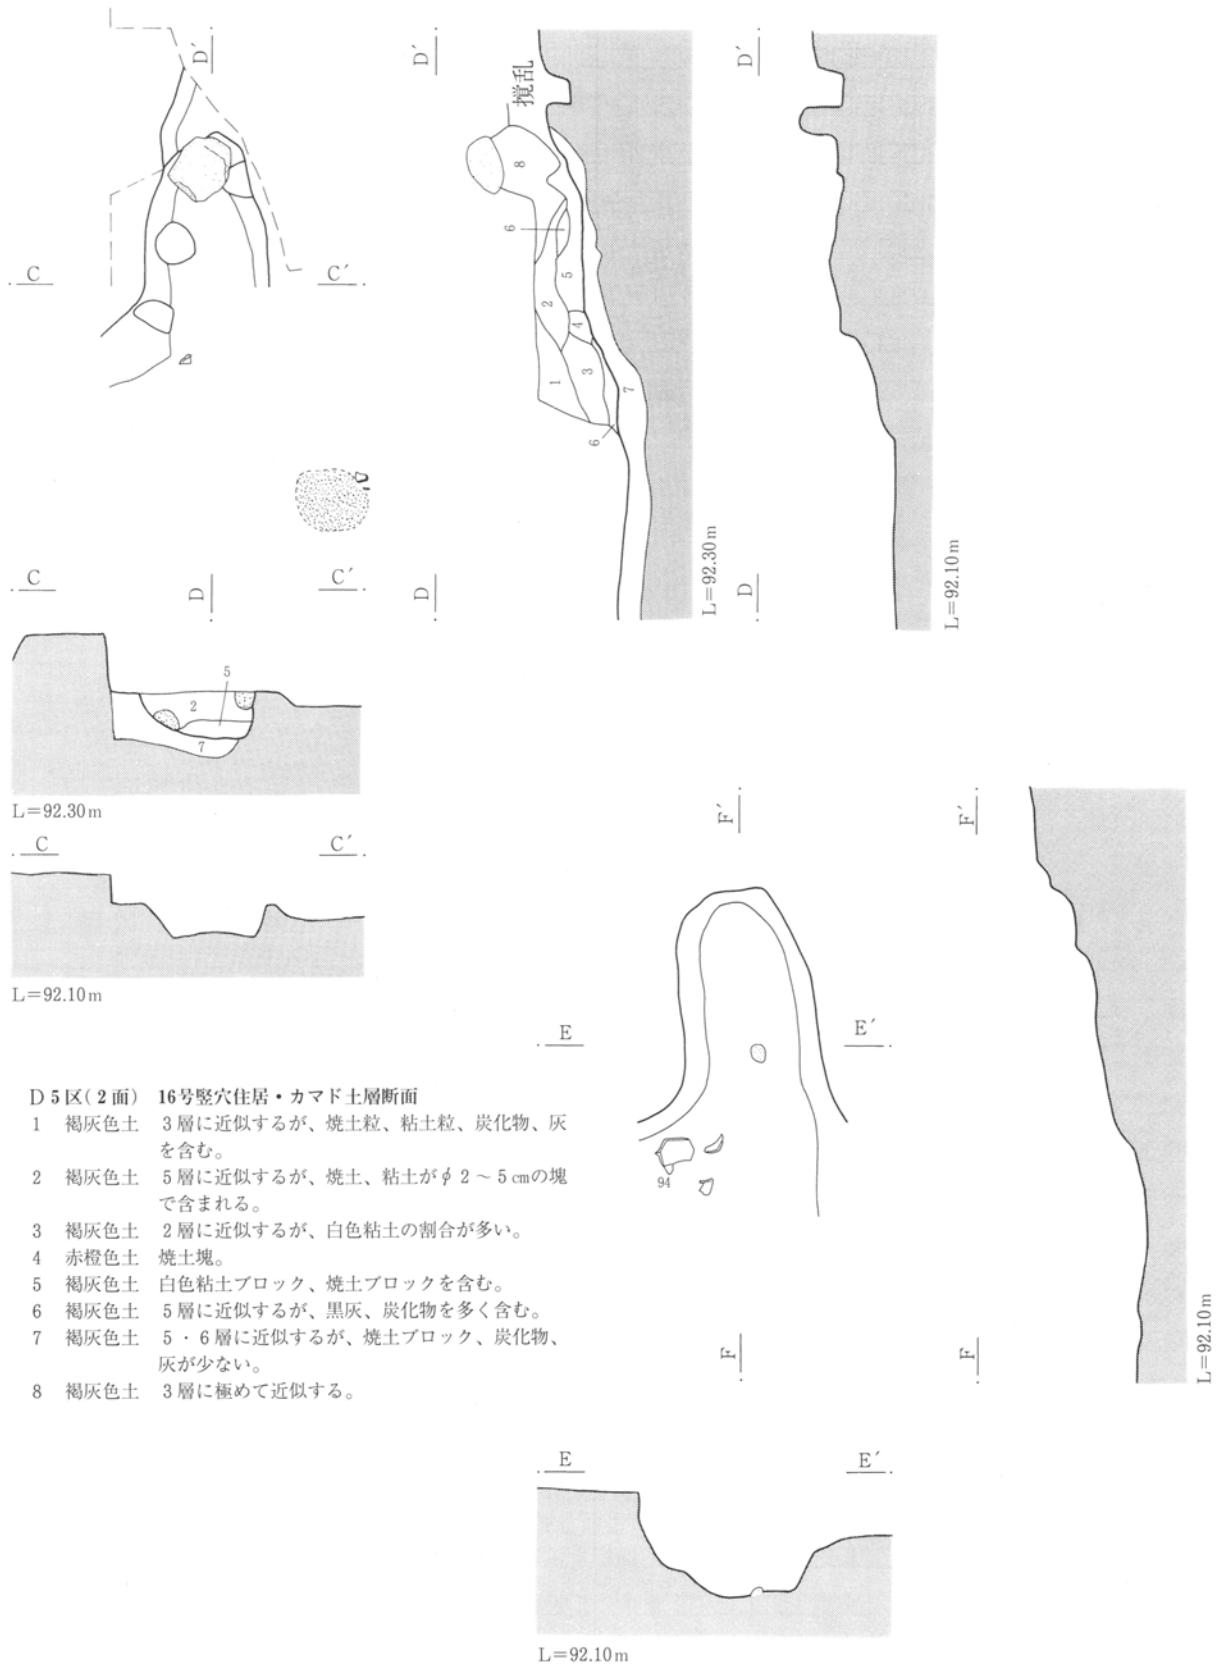 D′
D′
D′
攪乱
8
6
5
2
4
1
3
7
6
C
C′
D
D
L=92.30m
D
L=92.10m
C
C′
5
2
7
L=92.30m
C
C′
L=92.10m
F′
F′
E
E′
94
F
F
L=92.10m
D5区(2面) 16号竪穴住居・カマド土層断面
1 褐灰色土 3層に近似するが、焼土粒、粘土粒、炭化物、灰
を含む。
2 褐灰色土 5層に近似するが、焼土、粘土がφ2~5cmの塊
で含まれる。
3 褐灰色土 2層に近似するが、白色粘土の割合が多い。
4 赤橙色土 焼土塊。
5 褐灰色土 白色粘土ブロック、焼土ブロックを含む。
6 褐灰色土 5層に近似するが、黒灰、炭化物を多く含む。
7 褐灰色土 5・6層に近似するが、焼土ブロック、炭化物、
灰が少ない。
8 褐灰色土 3層に極めて近似する。
E
E′
L=92.10m